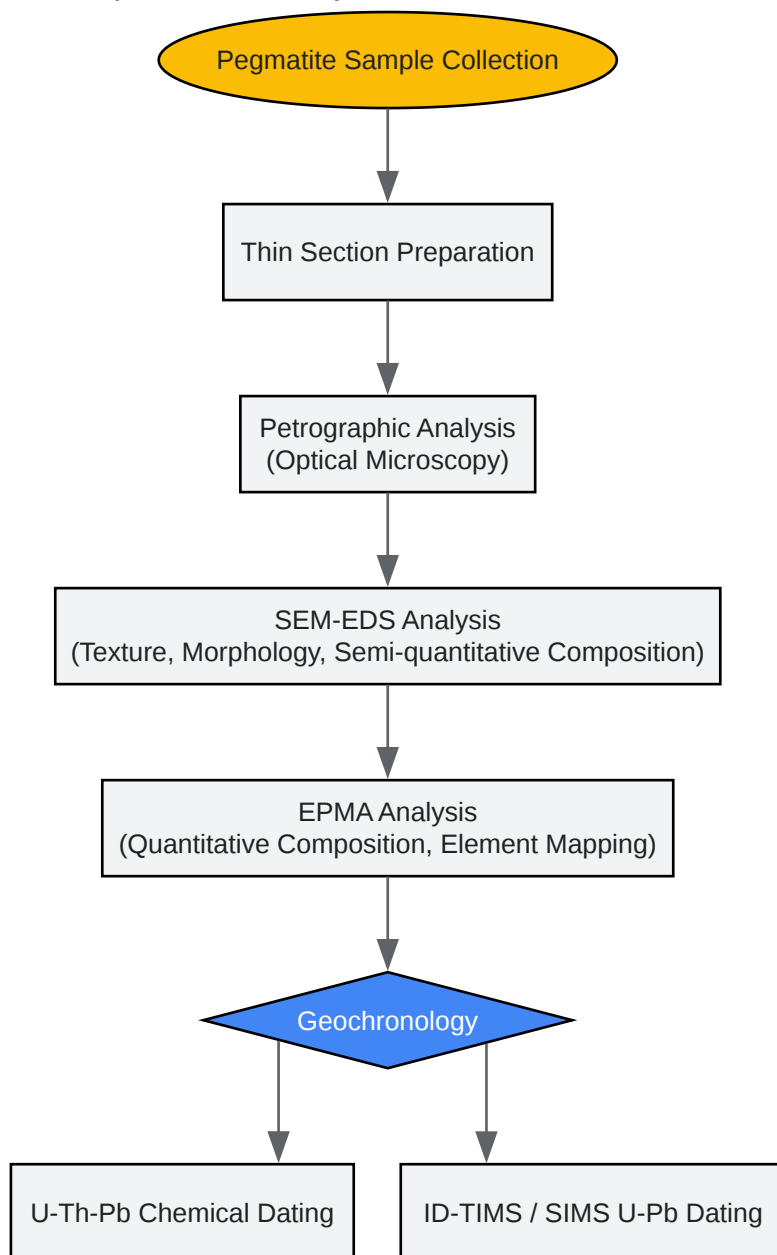 Pegmatite Sample Collection
Thin Section Preparation
Petrographic Analysis
(Optical Microscopy)
SEM-EDS Analysis
(Texture, Morphology, Semi-quantitative Composition)
EPMA Analysis
(Quantitative Composition, Element Mapping)
Geochronology
U-Th-Pb Chemical Dating
ID-TIMS / SIMS U-Pb Dating